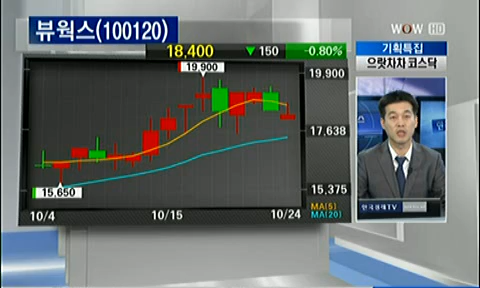 뷰웍스(100120)
WOW HD
18,400 ▼ 150 -0.80%
기획특집
으랏차차 코스닥
19,900
19,900
17,638
15,650
15,375
10/4 10/15 10/24
MA(5)
MA(20)
한국경제TV